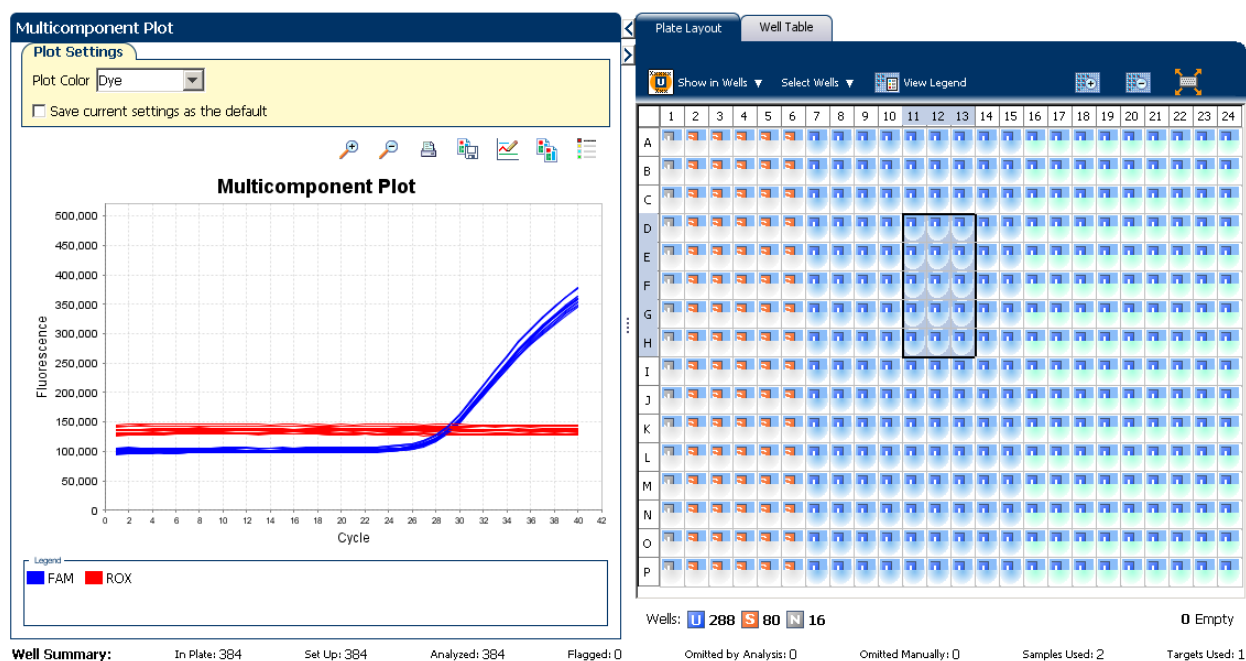 Multicomponent Plot
Plot Settings
Plot Color Dye
Save current settings as the default
Multicomponent Plot
Fluorescence
500,000
450,000
400,000
350,000
300,000
250,000
200,000
150,000
100,000
50,000
0
0 2 4 6 8 10 12 14 16 18 20 22 24 26 28 30 32 34 36 38 40 42
Cycle
Legend
FAM ROX
Plate Layout Well Table
U Show in Wells ▼ Select Wells ▼ View Legend
1 2 3 4 5 6 7 8 9 10 11 12 13 14 15 16 17 18 19 20 21 22 23 24
A
B
C
D
E
F
G
H
I
J
K
L
M
N
O
P
Wells: U 288 S 80 N 16 0 Empty
Well Summary: In Plate: 384 Set Up: 384 Analyzed: 384 Flagged: 0 Omitted by Analysis: 0 Omitted Manually: 0 Samples Used: 2 Targets Used: 1